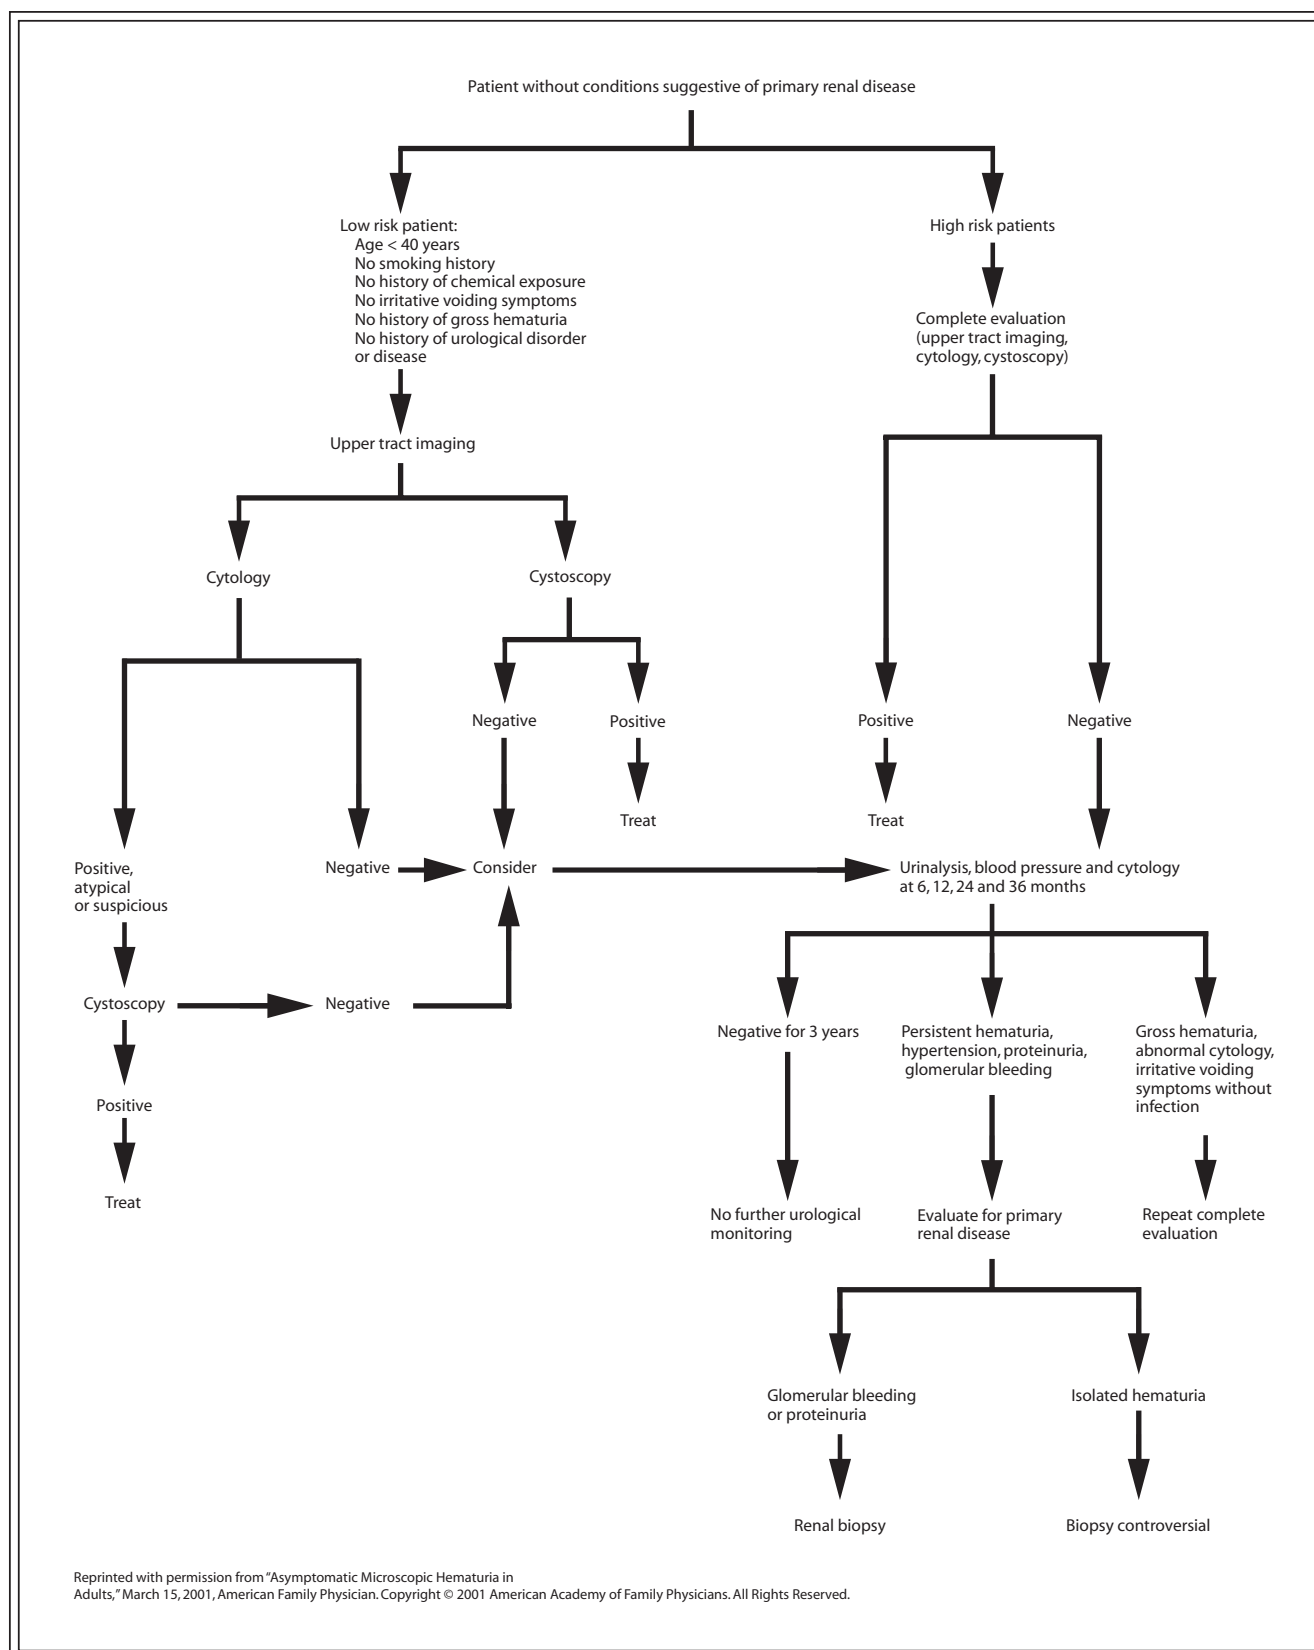 Patient without conditions suggestive of primary renal disease
Low risk patient:
Age < 40 years
No smoking history
No history of chemical exposure
No irritative voiding symptoms
No history of gross hematuria
No history of urological disorder
or disease
High risk patients
Complete evaluation
(upper tract imaging,
cytology, cystoscopy)
Upper tract imaging
Cytology
Cystoscopy
Negative
Positive
Positive
Negative
Treat
Treat
Positive,
atypical
or suspicious
Negative
Consider
Urinalysis, blood pressure and cytology
at 6, 12, 24 and 36 months
Cystoscopy
Negative
Positive
Treat
Negative for 3 years
Persistent hematuria,
hypertension, proteinuria,
glomerular bleeding
Gross hematuria,
abnormal cytology,
irritative voiding
symptoms without
infection
No further urological
monitoring
Evaluate for primary
renal disease
Repeat complete
evaluation
Glomerular bleeding
or proteinuria
Isolated hematuria
Renal biopsy
Biopsy controversial
Reprinted with permission from "Asymptomatic Microscopic Hematuria in
Adults," March 15, 2001, American Family Physician. Copyright © 2001 American Academy of Family Physicians. All Rights Reserved.